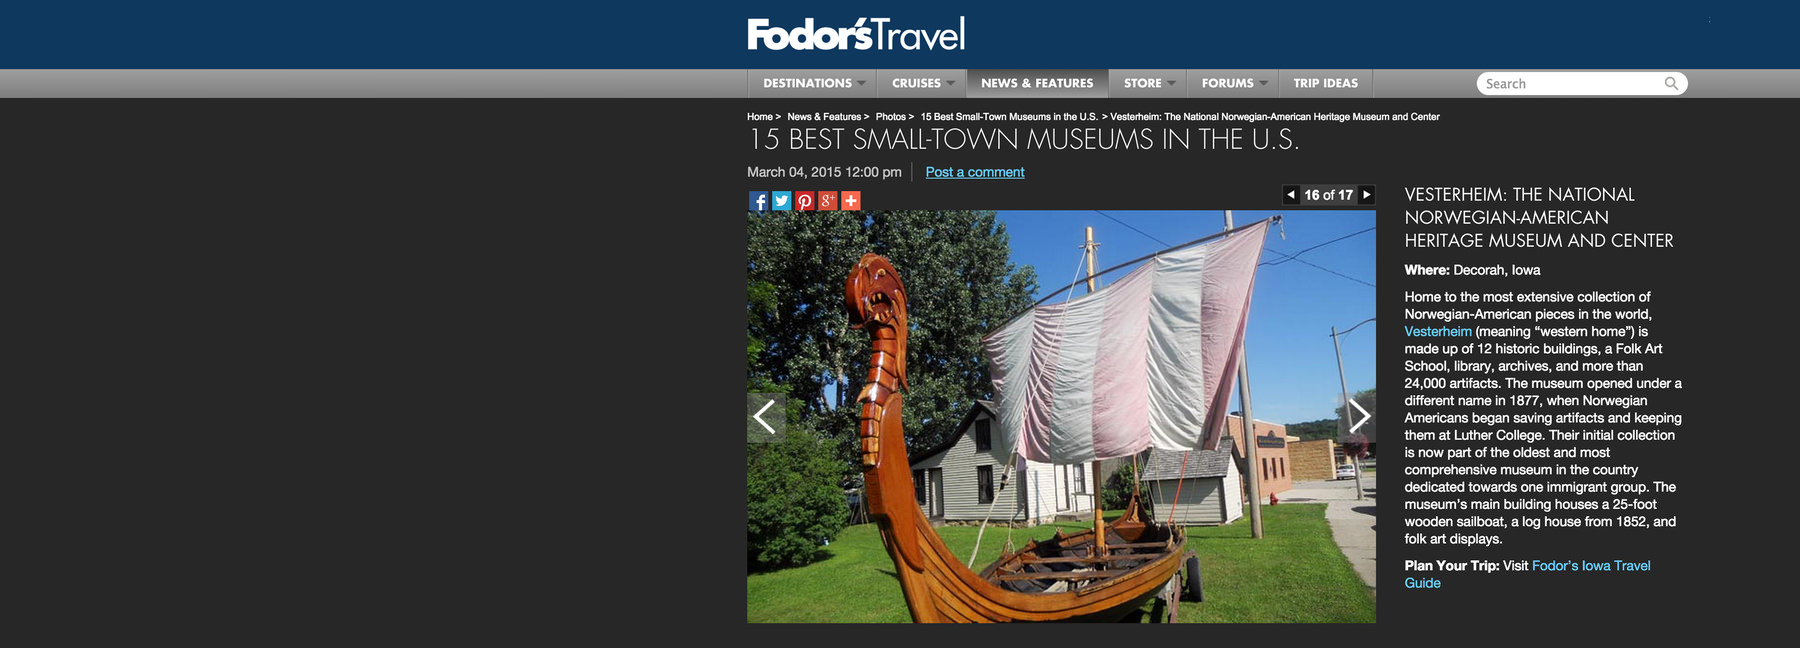 Fodor's Travel
DESTINATIONS CRUISES NEWS & FEATURES STORE FORUMS TRIP IDEAS Search
Home > News & Features > Photos > 15 Best Small-Town Museums in the U.S. > Vesterheim: The National Norwegian-American Heritage Museum and Center
15 BEST SMALL-TOWN MUSEUMS IN THE U.S.
March 04, 2015 12:00 pm Post a comment
16 of 17
VESTERHEIM: THE NATIONAL
NORWEGIAN-AMERICAN
HERITAGE MUSEUM AND CENTER
Where: Decorah, Iowa
Home to the most extensive collection of
Norwegian-American pieces in the world,
Vesterheim (meaning “western home”) is
made up of 12 historic buildings, a Folk Art
School, library, archives, and more than
24,000 artifacts. The museum opened under a
different name in 1877, when Norwegian
Americans began saving artifacts and keeping
them at Luther College. Their initial collection
is now part of the oldest and most
comprehensive museum in the country
dedicated towards one immigrant group. The
museum's main building houses a 25-foot
wooden sailboat, a log house from 1852, and
folk art displays.
Plan Your Trip: Visit Fodor's Iowa Travel
Guide